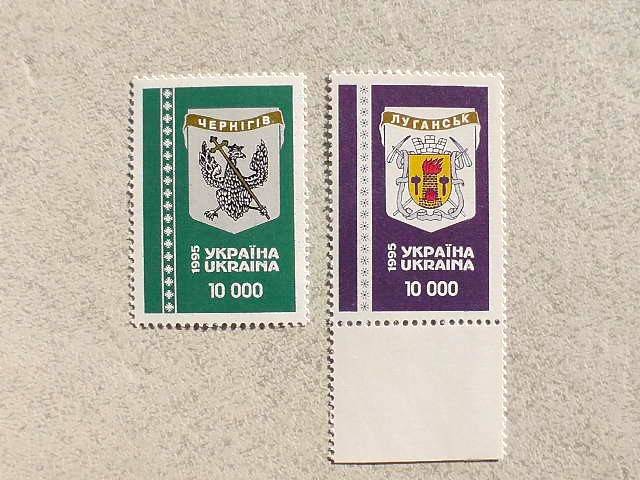 ЧЕРНІГІВ
1995
УКРАЇНА
UKRAINA
10 000
ЛУГАНСЬК
1995
УКРАЇНА
UKRAINA
10 000